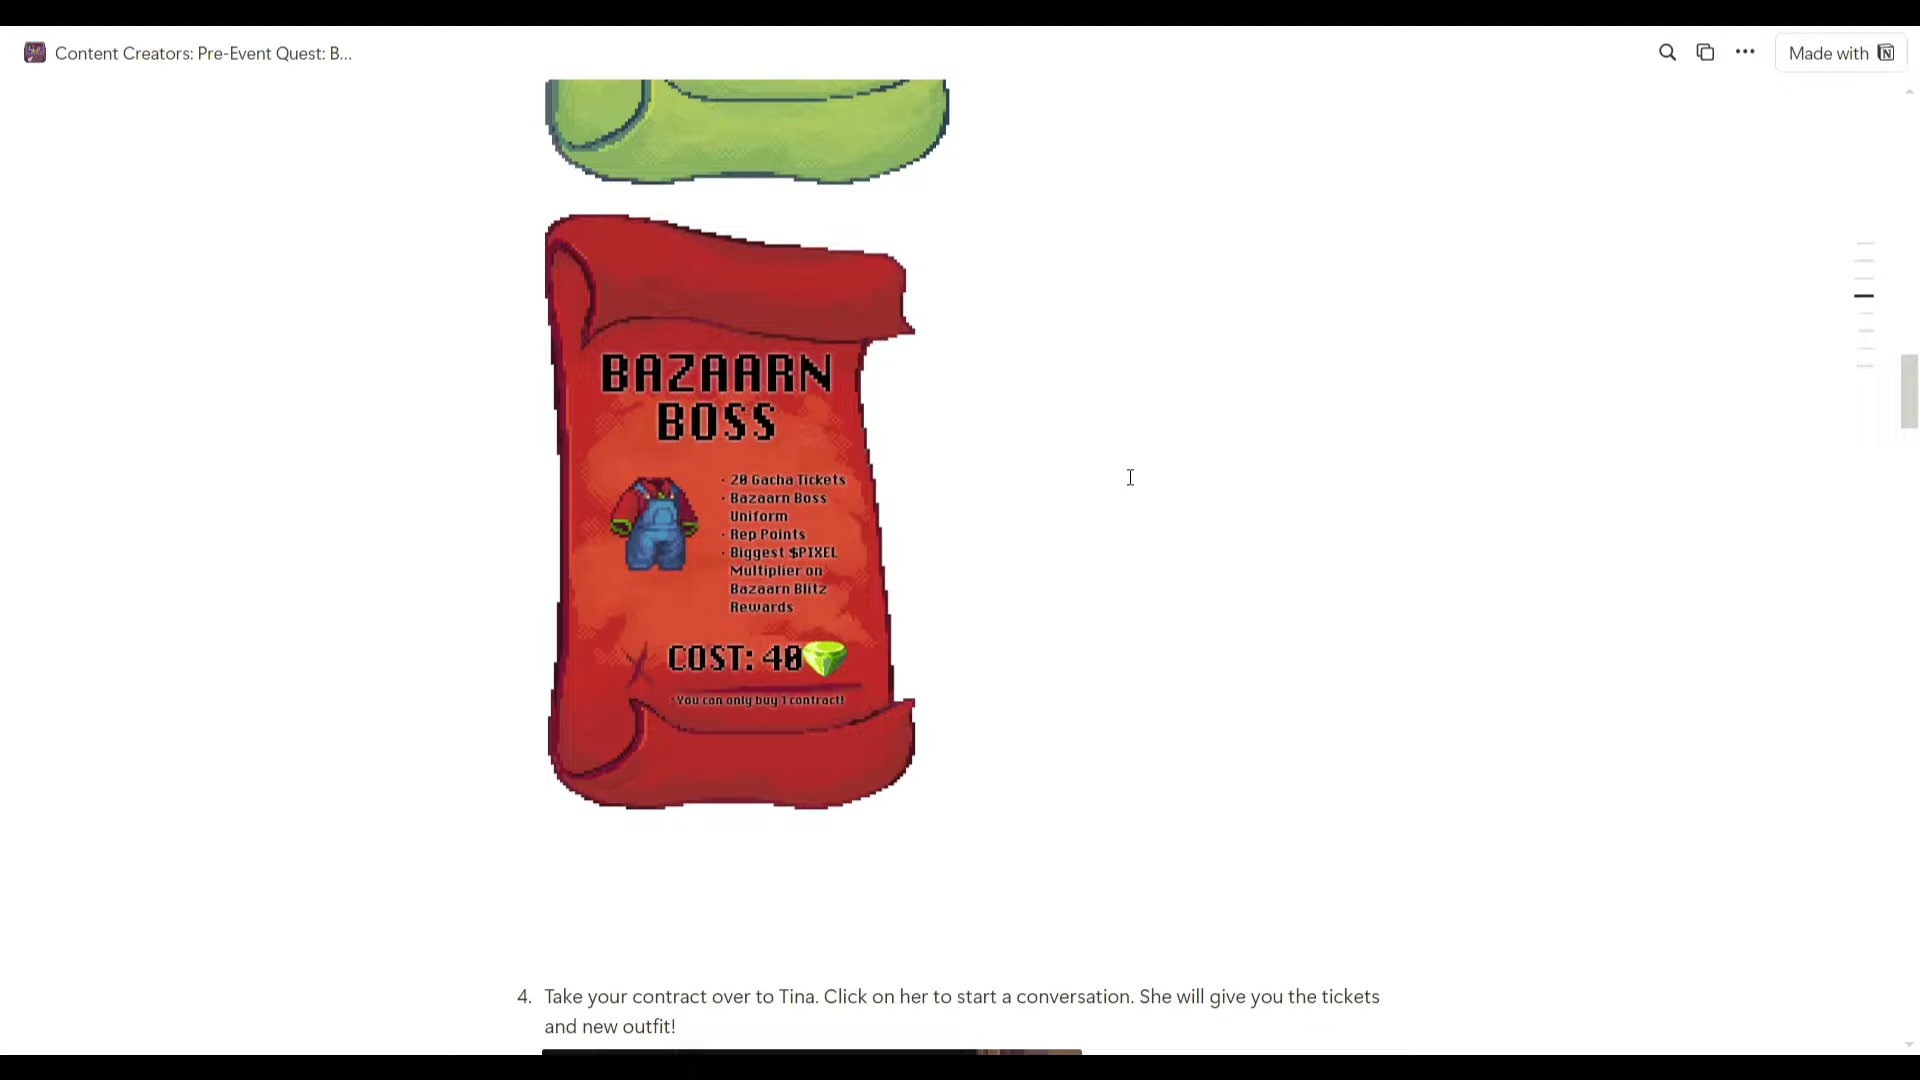 Content Creators: Pre-Event Quest: B...
Made with
BAZAARN
BOSS
· 20 Gacha Tickets
· Bazaarn Boss
Uniform
· Rep Points
· Biggest $PIXEL
Multiplier on
Bazaarn Blitz
Rewards
COST: 40
*You can only buy 1 contract!
4. Take your contract over to Tina. Click on her to start a conversation. She will give you the tickets
and new outfit!